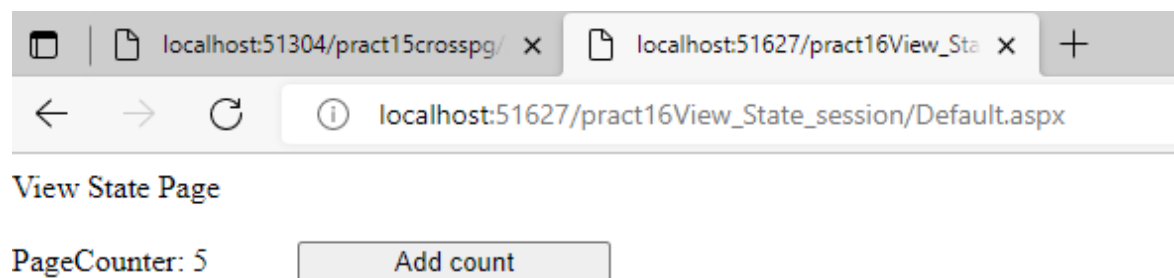 localhost:51304/pract15crosspg/ localhost:51627/pract16View_Sta
localhost:51627/pract16View_State_session/Default.aspx
View State Page
PageCounter: 5 Add count